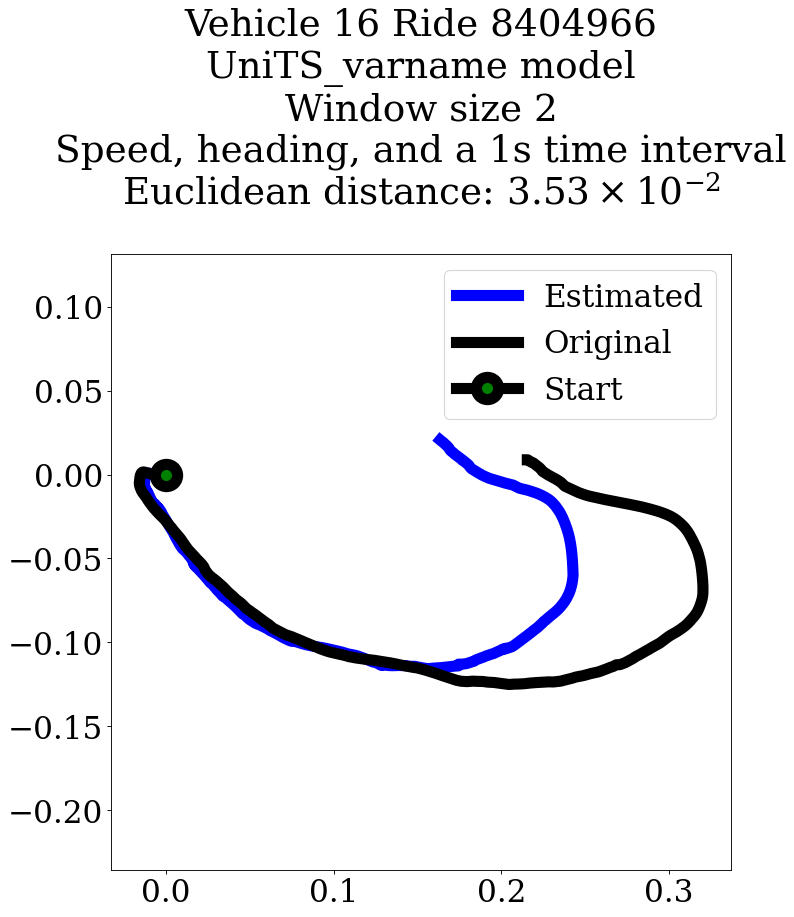 Vehicle 16 Ride 8404966
UniTS_varname model
Window size 2
Speed, heading, and a 1s time interval
Euclidean distance: 3.53 × 10⁻²
Estimated
Original
Start
0.10
0.05
0.00
−0.05
−0.10
−0.15
−0.20
0.0 0.1 0.2 0.3